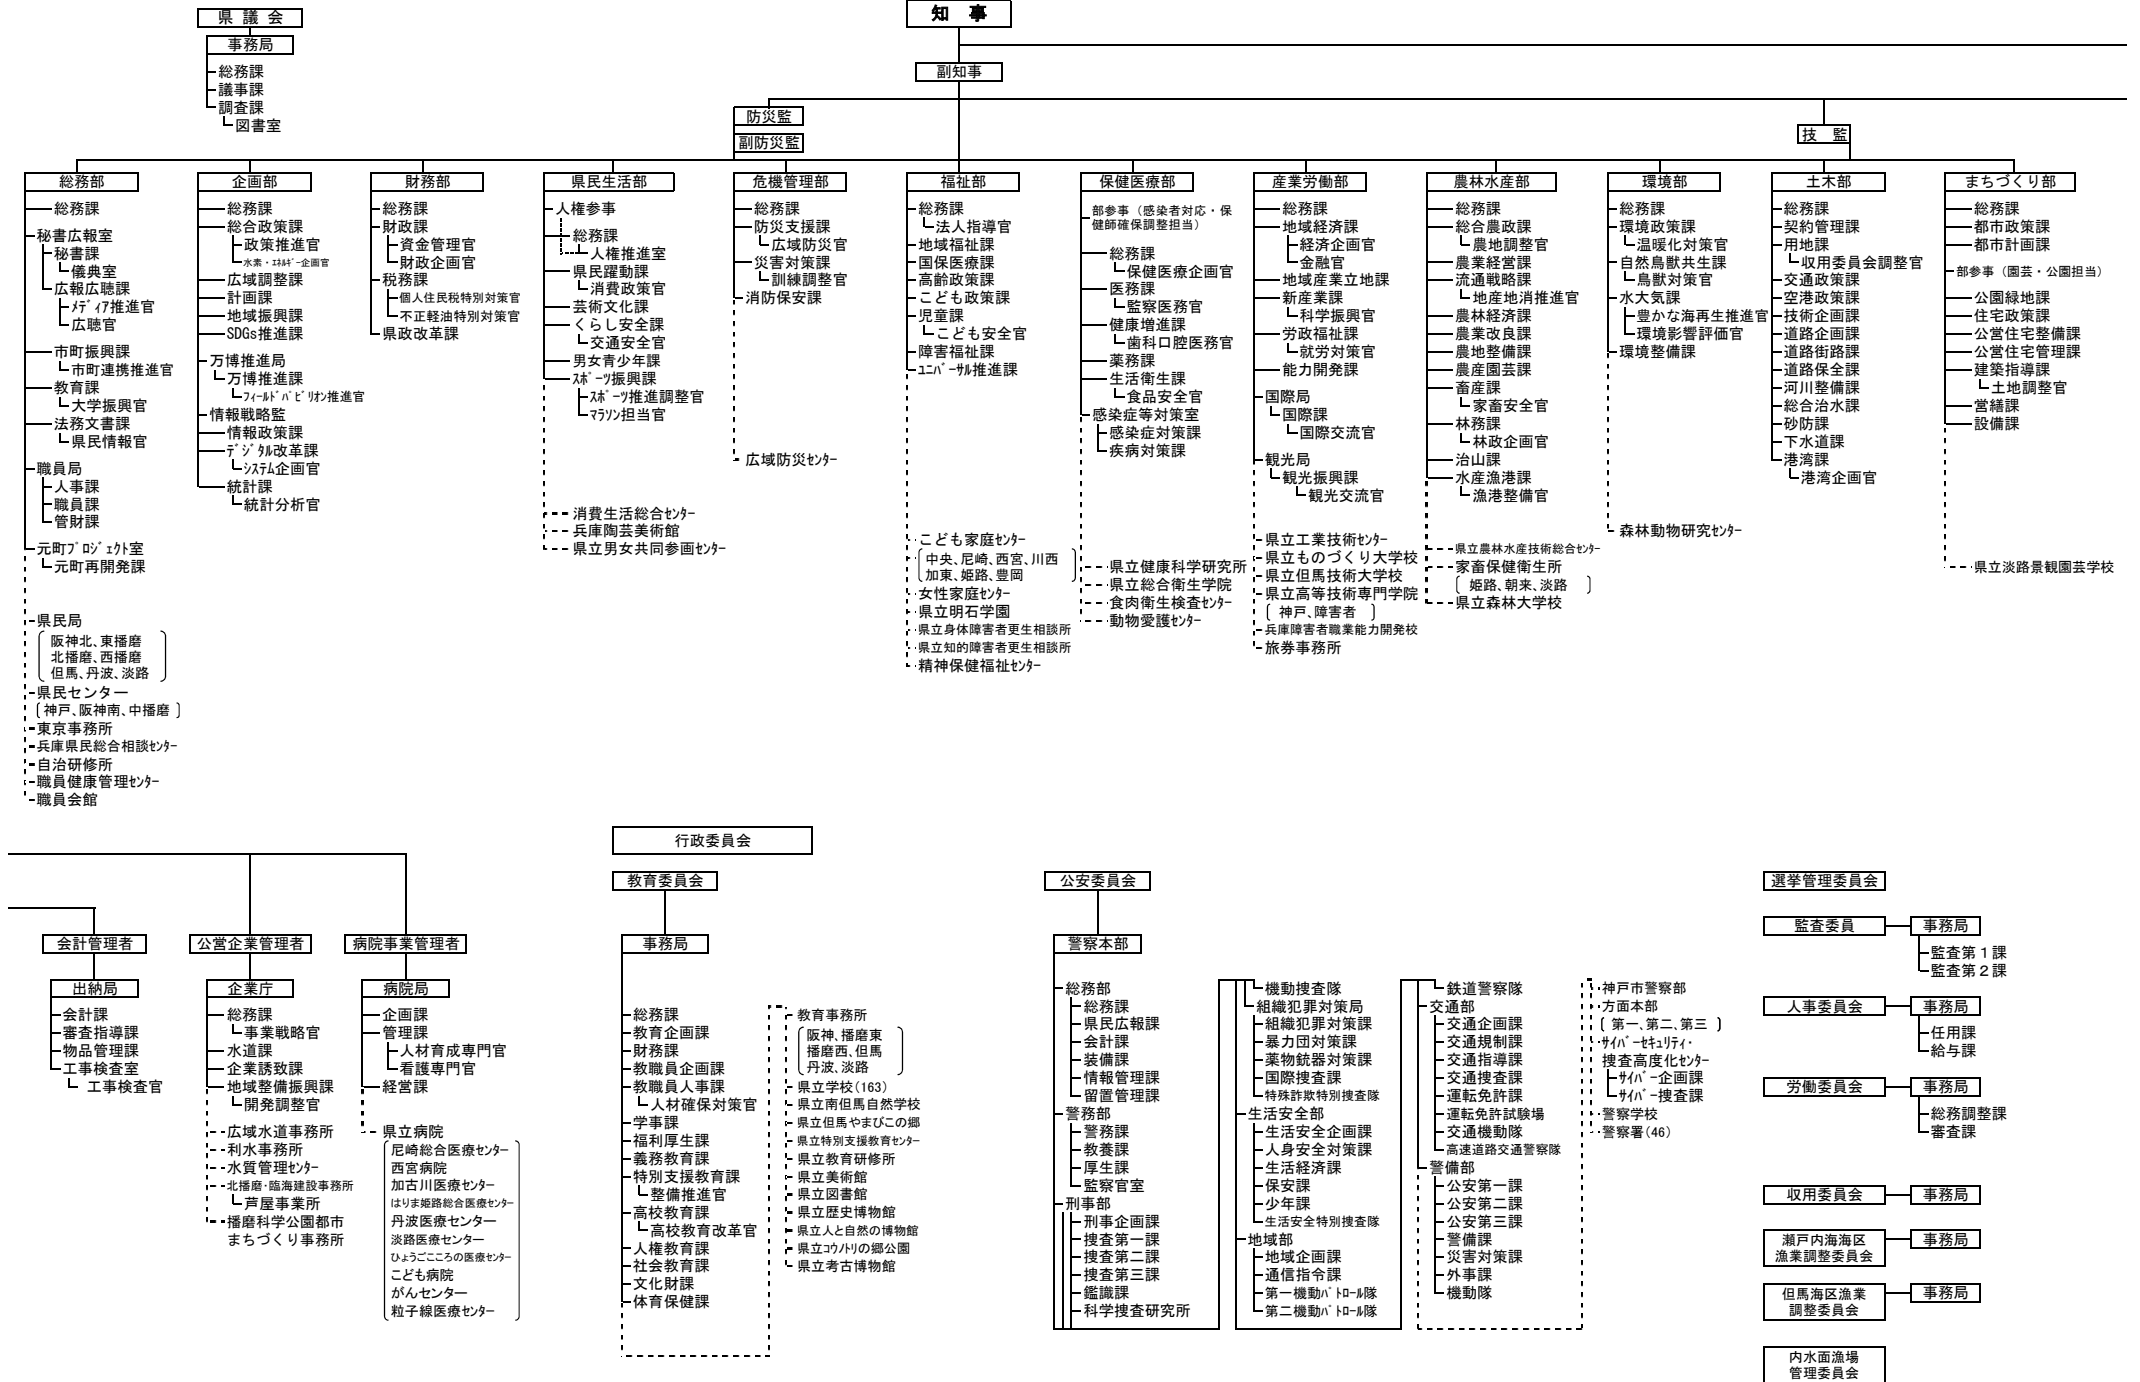 県 議 会
事務局
総務課
議事課
調査課
図書室
知　事
副知事
防災監
副防災監
技　監
総務部
総務課
秘書広報室
秘書課
儀典室
広報広聴課
ﾒﾃﾞｨｱ推進官
広聴官
市町振興課
市町連携推進官
教育課
大学振興官
法務文書課
県民情報官
職員局
人事課
職員課
管財課
元町ﾌﾟﾛｼﾞｪｸﾄ室
元町再開発課
県民局
阪神北、東播磨
北播磨、西播磨
但馬、丹波、淡路
県民センター
〔 神戸、阪神南、中播磨 〕
東京事務所
兵庫県民総合相談ｾﾝﾀｰ
自治研修所
職員健康管理ｾﾝﾀｰ
職員会館
企画部
総務課
総合政策課
政策推進官
水素・ｴﾈﾙｷﾞｰ企画官
広域調整課
計画課
地域振興課
SDGs推進課
万博推進局
万博推進課
ﾌｨｰﾙﾄﾞﾊﾟﾋﾞﾘｵﾝ推進官
情報戦略監
情報政策課
ﾃﾞｼﾞﾀﾙ改革課
ｼｽﾃﾑ企画官
統計課
統計分析官
財務部
総務課
財政課
資金管理官
財政企画官
税務課
個人住民税特別対策官
不正軽油特別対策官
県政改革課
県民生活部
人権参事
総務課
人権推進室
県民躍動課
消費政策官
芸術文化課
くらし安全課
交通安全官
男女青少年課
ｽﾎﾟｰﾂ振興課
ｽﾎﾟｰﾂ推進調整官
ﾏﾗｿﾝ担当官
消費生活総合ｾﾝﾀｰ
兵庫陶芸美術館
県立男女共同参画ｾﾝﾀｰ
危機管理部
総務課
防災支援課
広域防災官
災害対策課
訓練調整官
消防保安課
広域防災ｾﾝﾀｰ
福祉部
総務課
法人指導官
地域福祉課
国保医療課
高齢政策課
こども政策課
児童課
こども安全官
障害福祉課
ﾕﾆﾊﾞｰｻﾙ推進課
こども家庭ｾﾝﾀｰ
中央、尼崎、西宮、川西
加東、姫路、豊岡
女性家庭ｾﾝﾀｰ
県立明石学園
県立身体障害者更生相談所
県立知的障害者更生相談所
精神保健福祉ｾﾝﾀｰ
保健医療部
部参事（感染者対応・保
健師確保調整担当）
総務課
保健医療企画官
医務課
監察医務官
健康増進課
歯科口腔医務官
薬務課
生活衛生課
食品安全官
感染症等対策室
感染症対策課
疾病対策課
県立健康科学研究所
県立総合衛生学院
食肉衛生検査ｾﾝﾀｰ
動物愛護ｾﾝﾀｰ
産業労働部
総務課
地域経済課
経済企画官
金融官
地域産業立地課
新産業課
科学振興官
労政福祉課
就労対策官
能力開発課
国際局
国際課
国際交流官
観光局
観光振興課
観光交流官
県立工業技術ｾﾝﾀｰ
県立ものづくり大学校
県立但馬技術大学校
県立高等技術専門学院
〔 神戸、障害者 〕
兵庫障害者職業能力開発校
旅券事務所
農林水産部
総務課
総合農政課
農地調整官
農業経営課
流通戦略課
地産地消推進官
農林経済課
農業改良課
農地整備課
農産園芸課
畜産課
家畜安全官
林務課
林政企画官
治山課
水産漁港課
漁港整備官
県立農林水産技術総合ｾﾝﾀｰ
家畜保健衛生所
〔 姫路、朝来、淡路 〕
県立森林大学校
環境部
総務課
環境政策課
温暖化対策官
自然鳥獣共生課
鳥獣対策官
水大気課
豊かな海再生推進官
環境影響評価官
環境整備課
森林動物研究ｾﾝﾀｰ
土木部
総務課
契約管理課
用地課
収用委員会調整官
交通政策課
空港政策課
技術企画課
道路企画課
道路街路課
道路保全課
河川整備課
総合治水課
砂防課
下水道課
港湾課
港湾企画官
まちづくり部
総務課
都市政策課
都市計画課
部参事（園芸・公園担当）
公園緑地課
住宅政策課
公営住宅整備課
公営住宅管理課
建築指導課
土地調整官
営繕課
設備課
県立淡路景観園芸学校
会計管理者
出納局
会計課
審査指導課
物品管理課
工事検査室
工事検査官
公営企業管理者
企業庁
総務課
事業戦略官
水道課
企業誘致課
地域整備振興課
開発調整官
広域水道事務所
利水事務所
水質管理ｾﾝﾀｰ
北播磨・臨海建設事務所
芦屋事業所
播磨科学公園都市
まちづくり事務所
病院事業管理者
病院局
企画課
管理課
人材育成専門官
看護専門官
経営課
県立病院
尼崎総合医療ｾﾝﾀｰ
西宮病院
加古川医療ｾﾝﾀｰ
はりま姫路総合医療ｾﾝﾀｰ
丹波医療センター
淡路医療センター
ひょうごこころの医療ｾﾝﾀｰ
こども病院
がんセンター
粒子線医療ｾﾝﾀｰ
行政委員会
教育委員会
事務局
総務課
教育企画課
財務課
教職員企画課
教職員人事課
人材確保対策官
学事課
福利厚生課
義務教育課
特別支援教育課
整備推進官
高校教育課
高校教育改革官
人権教育課
社会教育課
文化財課
体育保健課
教育事務所
阪神、播磨東
播磨西、但馬
丹波、淡路
県立学校(163)
県立南但馬自然学校
県立但馬やまびこの郷
県立特別支援教育ｾﾝﾀｰ
県立教育研修所
県立美術館
県立図書館
県立歴史博物館
県立人と自然の博物館
県立ｺｳﾉﾄﾘの郷公園
県立考古博物館
公安委員会
警察本部
総務部
総務課
県民広報課
会計課
装備課
情報管理課
留置管理課
警務部
警務課
教養課
厚生課
監察官室
刑事部
刑事企画課
捜査第一課
捜査第二課
捜査第三課
鑑識課
科学捜査研究所
機動捜査隊
組織犯罪対策局
組織犯罪対策課
暴力団対策課
薬物銃器対策課
国際捜査課
特殊詐欺特別捜査隊
生活安全部
生活安全企画課
人身安全対策課
生活経済課
保安課
少年課
生活安全特別捜査隊
地域部
地域企画課
通信指令課
第一機動ﾊﾟﾄﾛｰﾙ隊
第二機動ﾊﾟﾄﾛｰﾙ隊
鉄道警察隊
交通部
交通企画課
交通規制課
交通指導課
交通捜査課
運転免許課
運転免許試験場
交通機動隊
高速道路交通警察隊
警備部
公安第一課
公安第二課
公安第三課
警備課
災害対策課
外事課
機動隊
神戸市警察部
方面本部
〔 第一、第二、第三 〕
ｻｲﾊﾞｰｾｷｭﾘﾃｨ・
捜査高度化ｾﾝﾀｰ
ｻｲﾊﾞｰ企画課
ｻｲﾊﾞｰ捜査課
警察学校
警察署(46)
選挙管理委員会
監査委員
事務局
監査第１課
監査第２課
人事委員会
事務局
任用課
給与課
労働委員会
事務局
総務調整課
審査課
収用委員会
事務局
瀬戸内海海区
漁業調整委員会
事務局
但馬海区漁業
調整委員会
事務局
内水面漁場
管理委員会